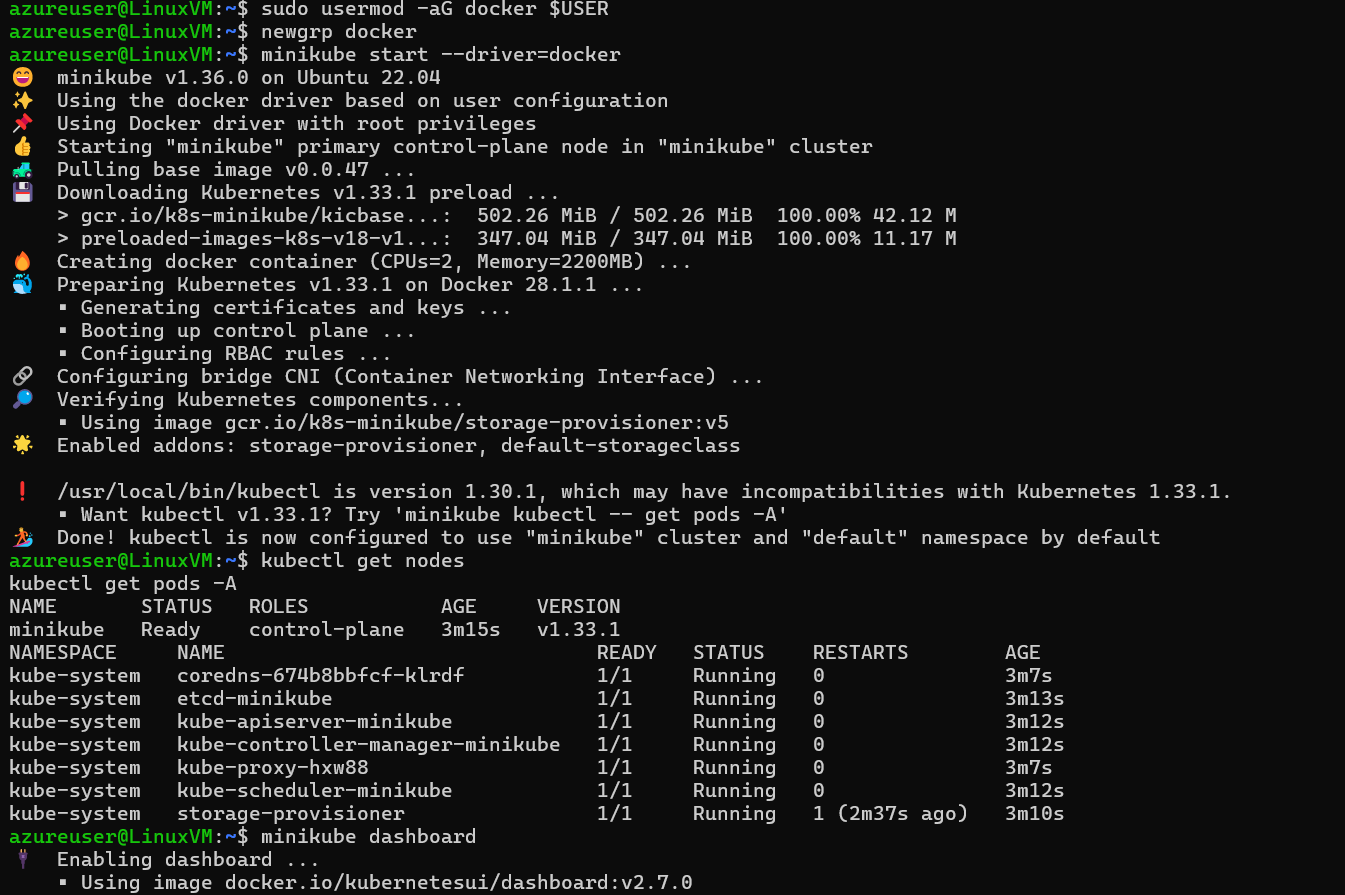 azureuser@LinuxVM:~$ sudo usermod -aG docker $USER
azureuser@LinuxVM:~$ newgrp docker
azureuser@LinuxVM:~$ minikube start --driver=docker
😄 minikube v1.36.0 on Ubuntu 22.04
✨ Using the docker driver based on user configuration
📌 Using Docker driver with root privileges
👍 Starting "minikube" primary control-plane node in "minikube" cluster
🚜 Pulling base image v0.0.47 ...
💾 Downloading Kubernetes v1.33.1 preload ...
> gcr.io/k8s-minikube/kicbase...: 502.26 MiB / 502.26 MiB 100.00% 42.12 M
> preloaded-images-k8s-v18-v1...: 347.04 MiB / 347.04 MiB 100.00% 11.17 M
🔥 Creating docker container (CPUs=2, Memory=2200MB) ...
🐳 Preparing Kubernetes v1.33.1 on Docker 28.1.1 ...
▪ Generating certificates and keys ...
▪ Booting up control plane ...
▪ Configuring RBAC rules ...
🔗 Configuring bridge CNI (Container Networking Interface) ...
🔎 Verifying Kubernetes components...
▪ Using image gcr.io/k8s-minikube/storage-provisioner:v5
🌟 Enabled addons: storage-provisioner, default-storageclass
❗ /usr/local/bin/kubectl is version 1.30.1, which may have incompatibilities with Kubernetes 1.33.1.
▪ Want kubectl v1.33.1? Try 'minikube kubectl -- get pods -A'
🏄 Done! kubectl is now configured to use "minikube" cluster and "default" namespace by default
azureuser@LinuxVM:~$ kubectl get nodes
kubectl get pods -A
NAME STATUS ROLES AGE VERSION
minikube Ready control-plane 3m15s v1.33.1
NAMESPACE NAME READY STATUS RESTARTS AGE
kube-system coredns-674b8bbfcf-klrdf 1/1 Running 0 3m7s
kube-system etcd-minikube 1/1 Running 0 3m13s
kube-system kube-apiserver-minikube 1/1 Running 0 3m12s
kube-system kube-controller-manager-minikube 1/1 Running 0 3m12s
kube-system kube-proxy-hxw88 1/1 Running 0 3m7s
kube-system kube-scheduler-minikube 1/1 Running 0 3m12s
kube-system storage-provisioner 1/1 Running 1 (2m37s ago) 3m10s
azureuser@LinuxVM:~$ minikube dashboard
🔌 Enabling dashboard ...
▪ Using image docker.io/kubernetesui/dashboard:v2.7.0